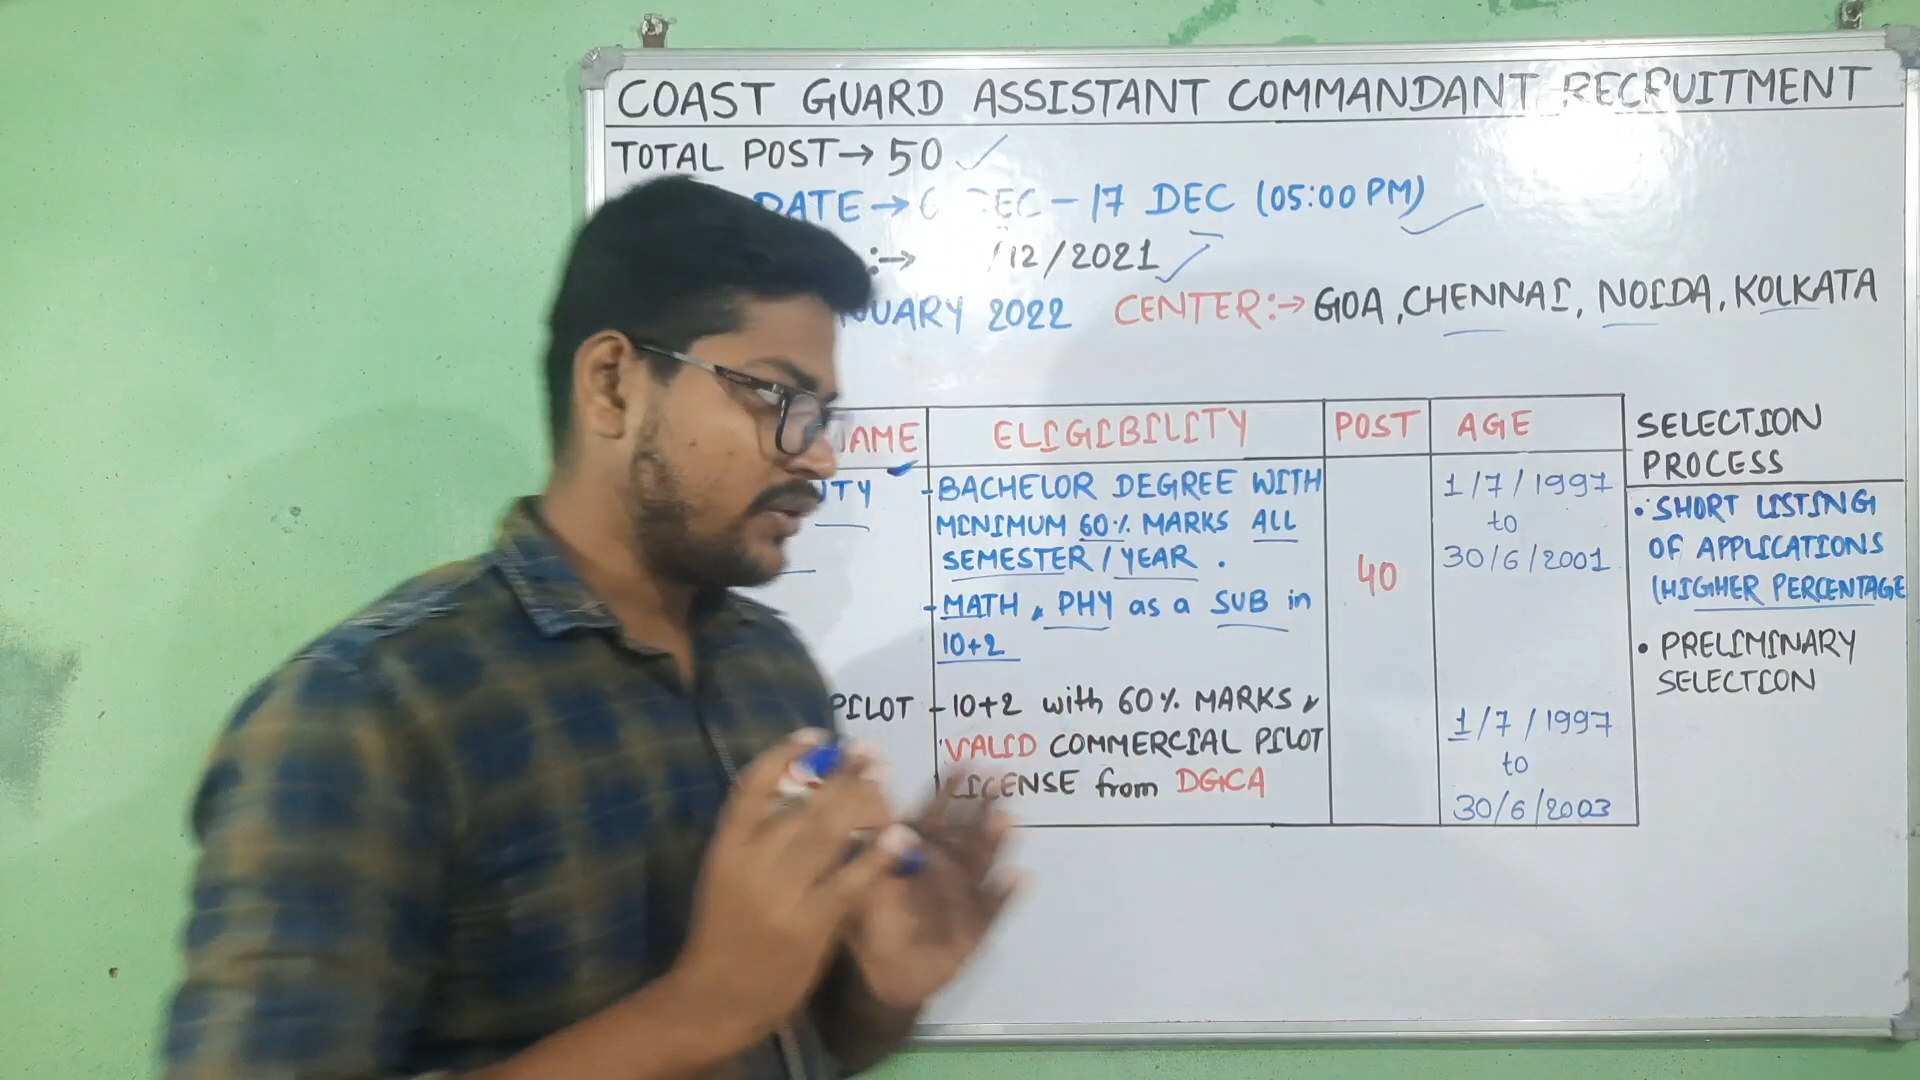 COAST GUARD ASSISTANT COMMANDANT RECRUITMENT
TOTAL POST→50
DATE → DEC – 17 DEC (05:00 PM)
:→ /12/2021
2022 CENTER:→ GOA, CHENNAI, NOIDA, KOLKATA
ELIGIBILITY POST AGE SELECTION
PROCESS
- BACHELOR DEGREE WITH
MINIMUM 60% MARKS ALL
SEMESTER / YEAR.
- MATH & PHY as a SUB in
10+2
40
1/7/1997
to
30/6/2001
• SHORT LISTING
OF APPLICATIONS
(HIGHER PERCENTAGE
• PRELIMINARY
SELECTION
PILOT - 10+2 with 60% MARKS &
VALID COMMERCIAL PILOT
LICENSE from DGCA
1/7/1997
to
30/6/2003